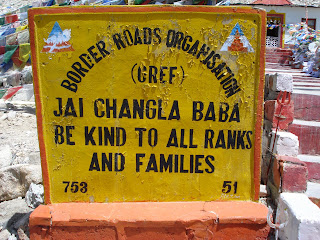 BORDER ROADS ORGANISATION
(GREF)
JAI CHANGLA BABA
BE KIND TO ALL RANKS
AND FAMILIES
753 51